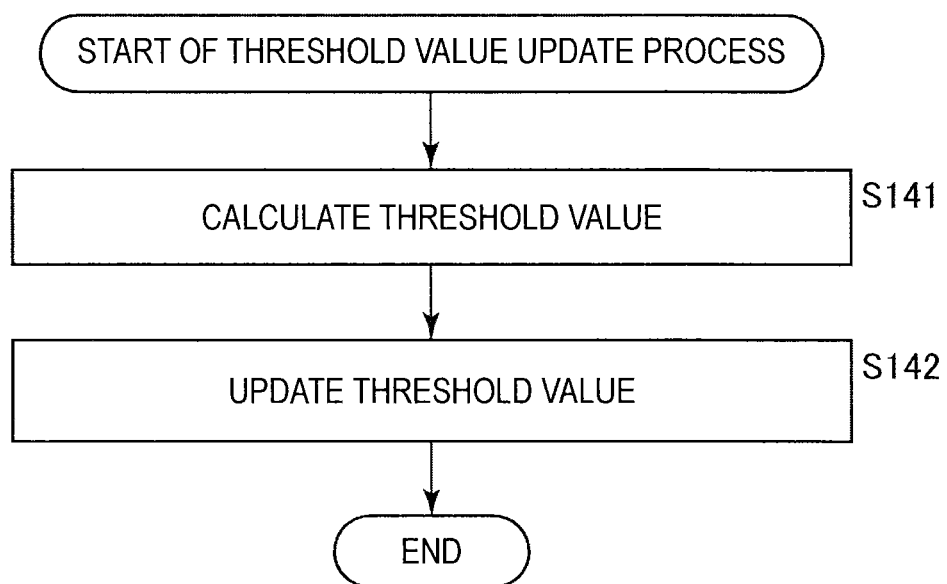 START OF THRESHOLD VALUE UPDATE PROCESS
CALCULATE THRESHOLD VALUE
S141
UPDATE THRESHOLD VALUE
S142
END